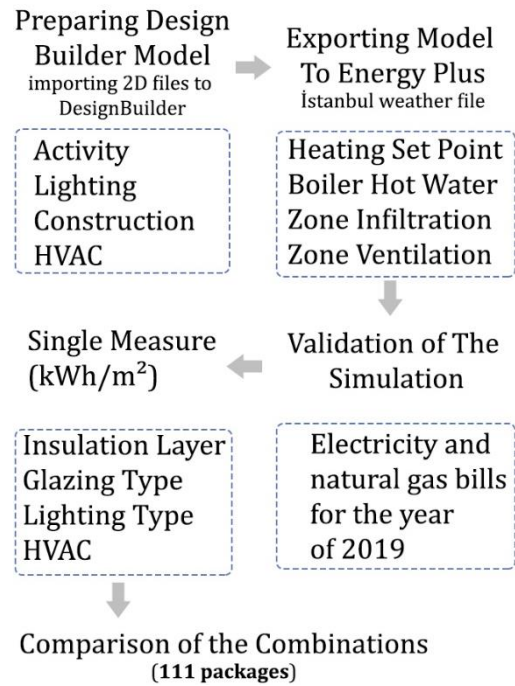 Preparing Design
Builder Model
importing 2D files to
DesignBuilder
Activity
Lighting
Construction
HVAC
Exporting Model
To Energy Plus
İstanbul weather file
Heating Set Point
Boiler Hot Water
Zone Infiltration
Zone Ventilation
Validation of The
Simulation
Electricity and
natural gas bills
for the year
of 2019
Single Measure
(kWh/m²)
Insulation Layer
Glazing Type
Lighting Type
HVAC
Comparison of the Combinations
(111 packages)